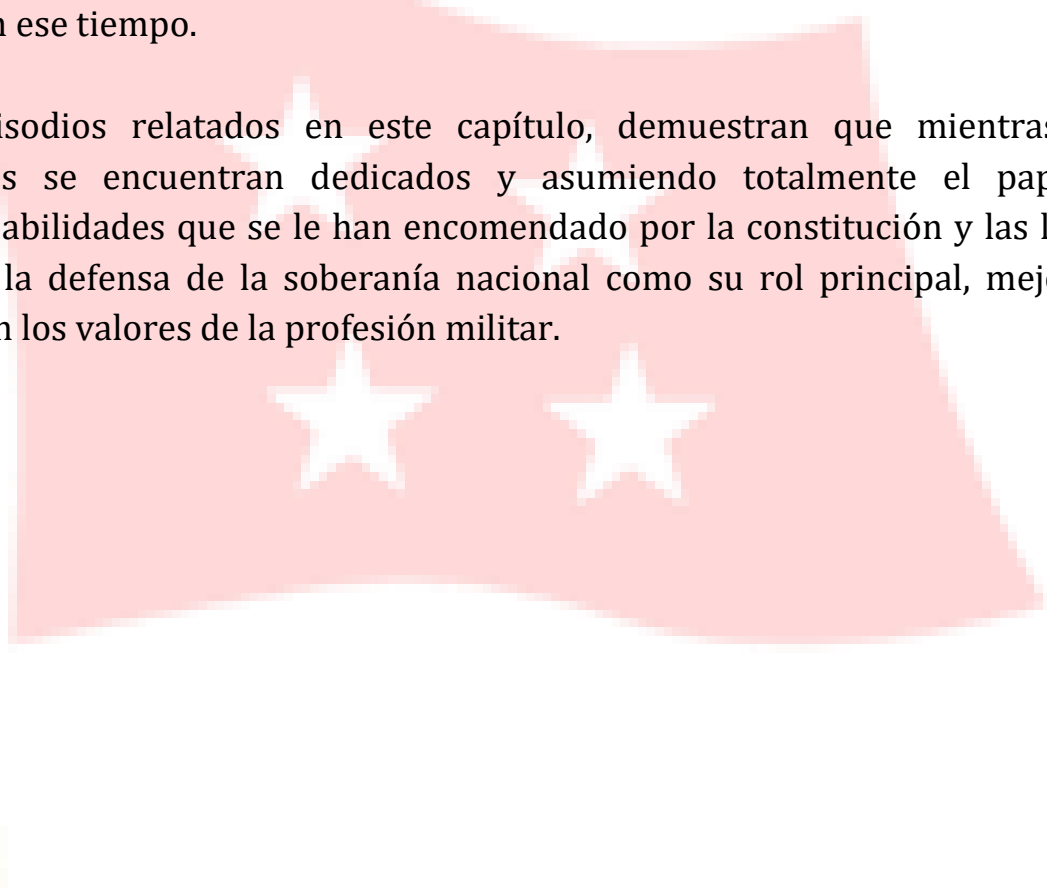 n ese tiempo.
isodios relatados en este capítulo, demuestran que mientras
s se encuentran dedicados y asumiendo totalmente el pap
abilidades que se le han encomendado por la constitución y las l
la defensa de la soberanía nacional como su rol principal, mej
n los valores de la profesión militar.